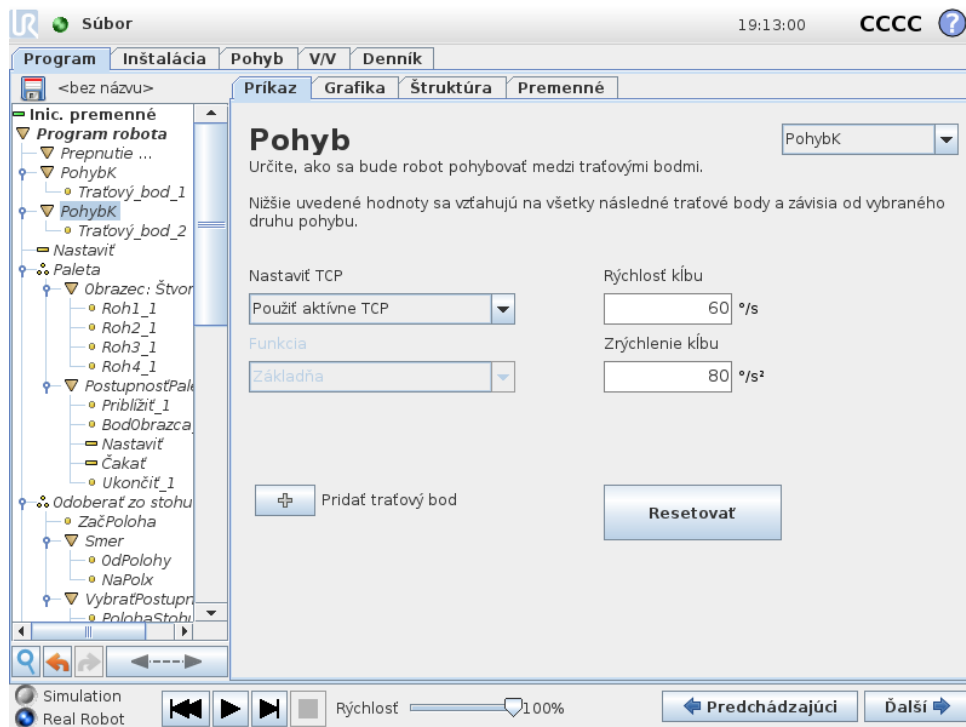 UR Súbor 19:13:00 CCCC ?
Program Inštalácia Pohyb V/V Denník
<bez názvu> Príkaz Grafika Štruktúra Premenné
Inic. premenné
Program robota
Prepnutie ...
PohybK
Traťový_bod_1
PohybK
Traťový_bod_2
Nastaviť
Paleta
Obrazec: Štvor
Roh1_1
Roh2_1
Roh3_1
Roh4_1
PostupnosťPale
Priblížiť_1
BodObrazca_
Nastaviť
Čakať
Ukončiť_1
Odoberať zo stohu
ZačPoloha
Smer
OdPolohy
NaPolx
VybraťPostupn
PolohaStohu
Pohyb
PohybK
Určite, ako sa bude robot pohybovať medzi traťovými bodmi.
Nižšie uvedené hodnoty sa vzťahujú na všetky následné traťové body a závisia od vybraného
druhu pohybu.
Nastaviť TCP Rýchlosť kĺbu
Použiť aktívne TCP 60 °/s
Funkcia Zrýchlenie kĺbu
Základňa 80 °/s²
Pridať traťový bod Resetovať
Simulation
Real Robot
Rýchlosť 100% Predchádzajúci Ďalší